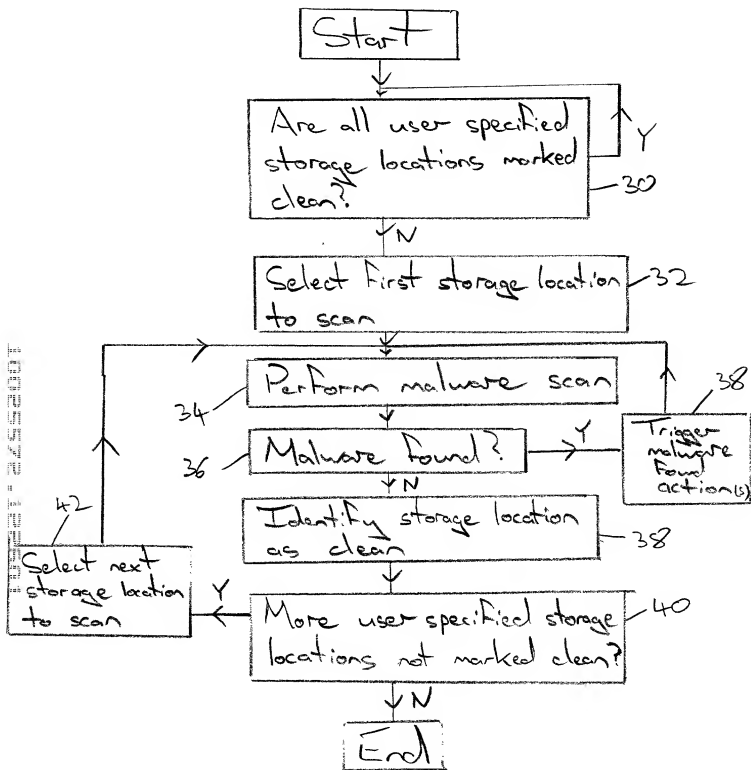 Start
Are all user specified
storage locations marked
clean?
Y
30
N
Select first storage location
to scan
32
Perform malware scan
34
Malware found?
36
Y
Trigger
malware
found
action(s)
38
N
Identify storage location
as clean
38
More user specified storage
locations not marked clean?
40
Y
Select next
storage location
to scan
42
N
End